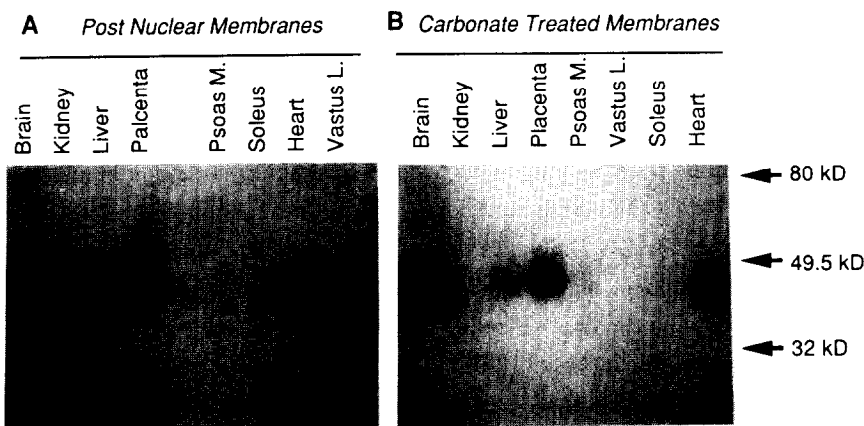 A Post Nuclear Membranes
Brain
Kidney
Liver
Palcenta
Psoas M.
Soleus
Heart
Vastus L.
B Carbonate Treated Membranes
Brain
Kidney
Liver
Placenta
Psoas M.
Vastus L.
Soleus
Heart
80 kD
49.5 kD
32 kD